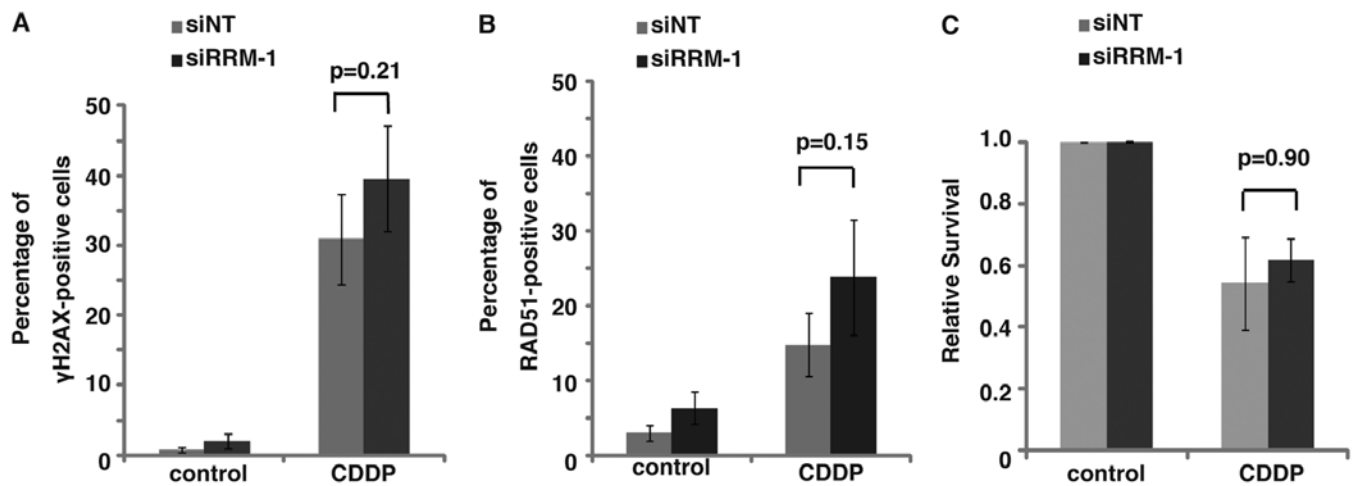 A
siNT
siRRM-1
p=0.21
Percentage of
γH2AX-positive cells
50
40
30
20
10
0
control
CDDP
B
siNT
siRRM-1
p=0.15
Percentage of
RAD51-positive cells
50
40
30
20
10
0
control
CDDP
C
siNT
siRRM-1
p=0.90
Relative Survival
1.0
0.8
0.6
0.4
0.2
0
control
CDDP